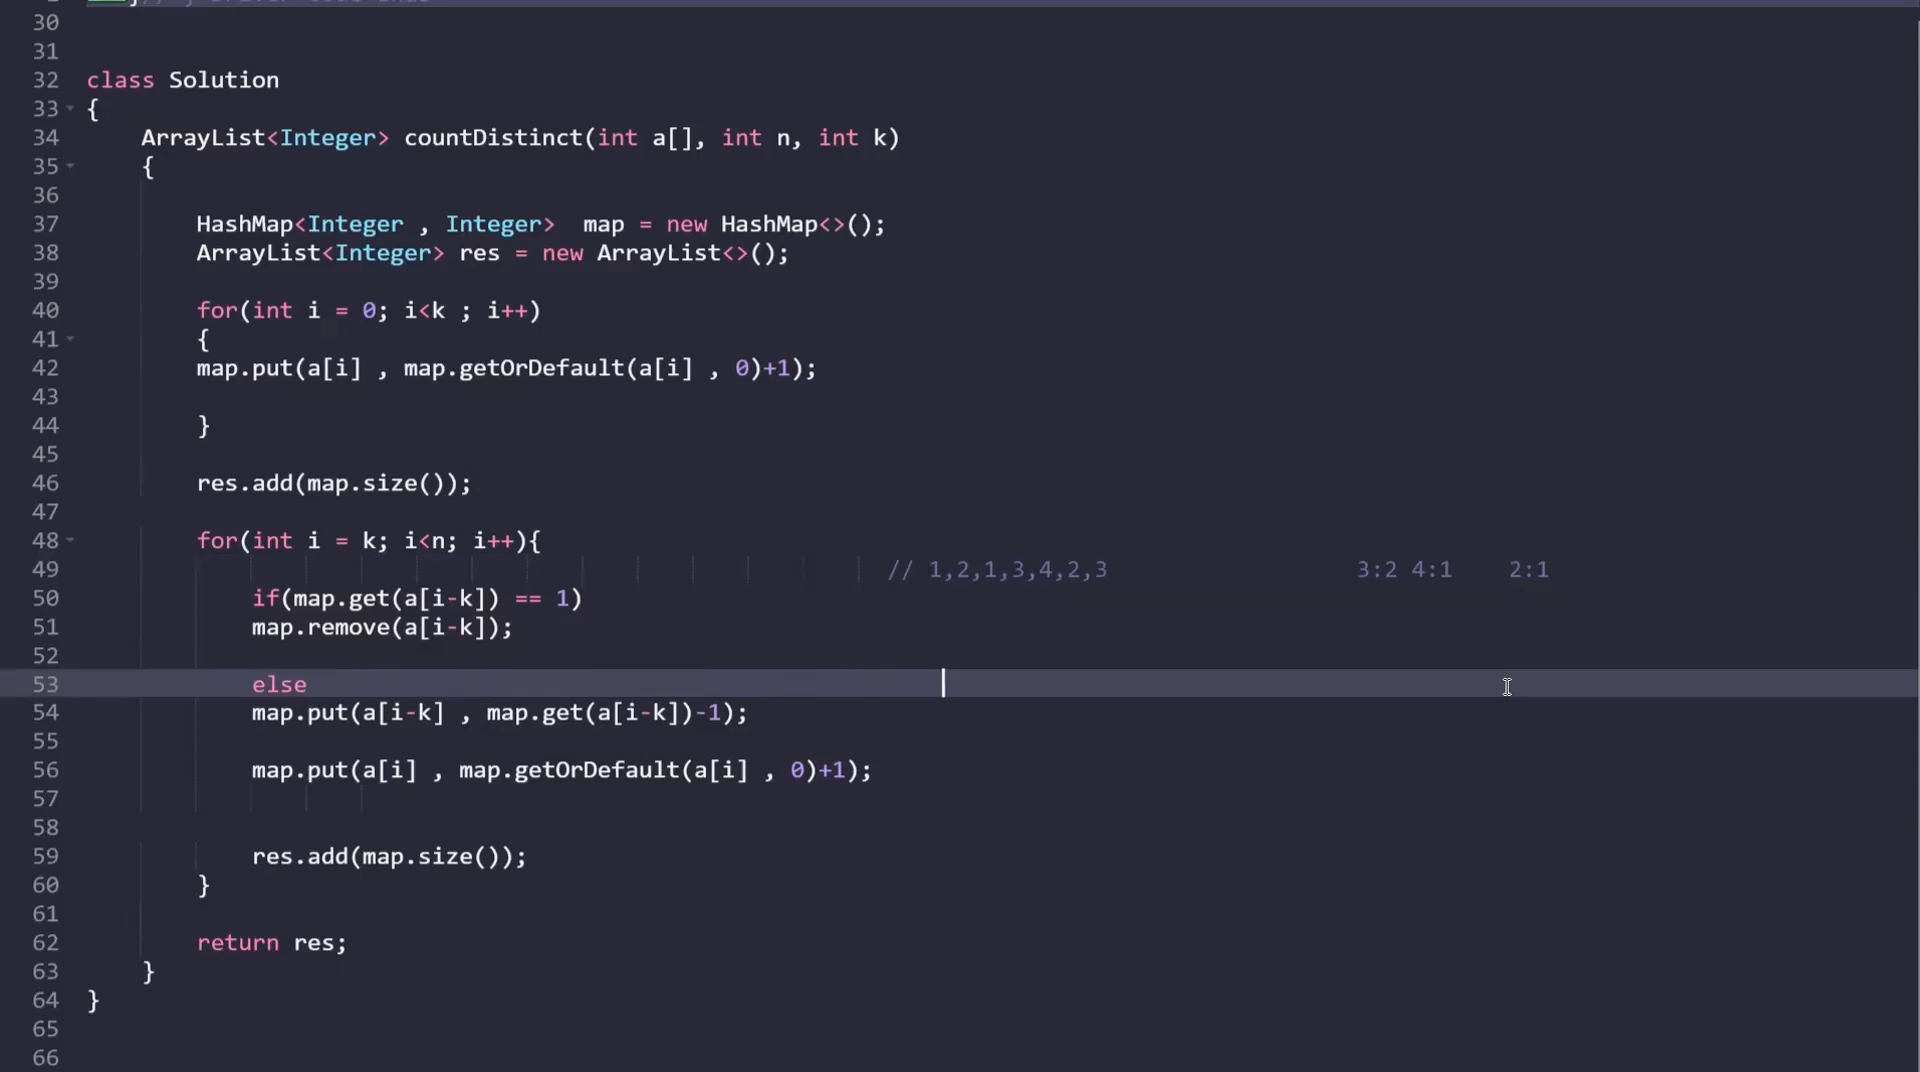 30
31
32 class Solution
33 {
34 ArrayList<Integer> countDistinct(int a[], int n, int k)
35 {
36
37 HashMap<Integer , Integer> map = new HashMap<>();
38 ArrayList<Integer> res = new ArrayList<>();
39
40 for(int i = 0; i<k ; i++)
41 {
42 map.put(a[i] , map.getOrDefault(a[i] , 0)+1);
43
44 }
45
46 res.add(map.size());
47
48 for(int i = k; i<n; i++){
49 // 1,2,1,3,4,2,3 3:2 4:1 2:1
50 if(map.get(a[i-k]) == 1)
51 map.remove(a[i-k]);
52
53 else
54 map.put(a[i-k] , map.get(a[i-k])-1);
55
56 map.put(a[i] , map.getOrDefault(a[i] , 0)+1);
57
58
59 res.add(map.size());
60 }
61
62 return res;
63 }
64 }
65
66